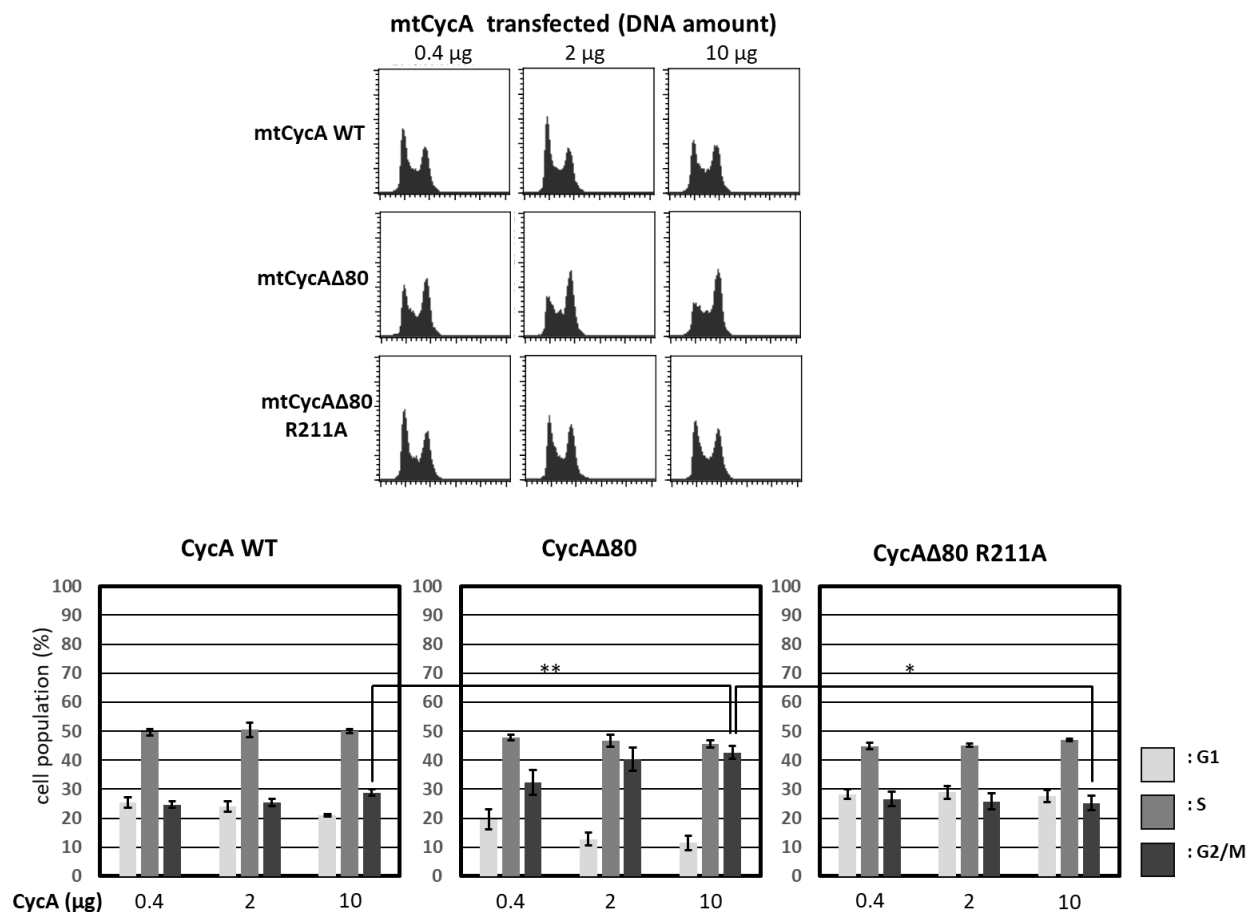 mtCycA transfected (DNA amount)
0.4 µg 2 µg 10 µg
mtCycA WT
mtCycAΔ80
mtCycAΔ80
R211A
CycA WT CycAΔ80 CycAΔ80 R211A
cell population (%)
100 100 100
90 90 90
80 80 80
70 70 70
60 60 60
50 50 50
40 40 40
30 30 30
20 20 20
10 10 10
0 0 0
** *
: G1
: S
: G2/M
CycA (µg) 0.4 2 10 0.4 2 10 0.4 2 10